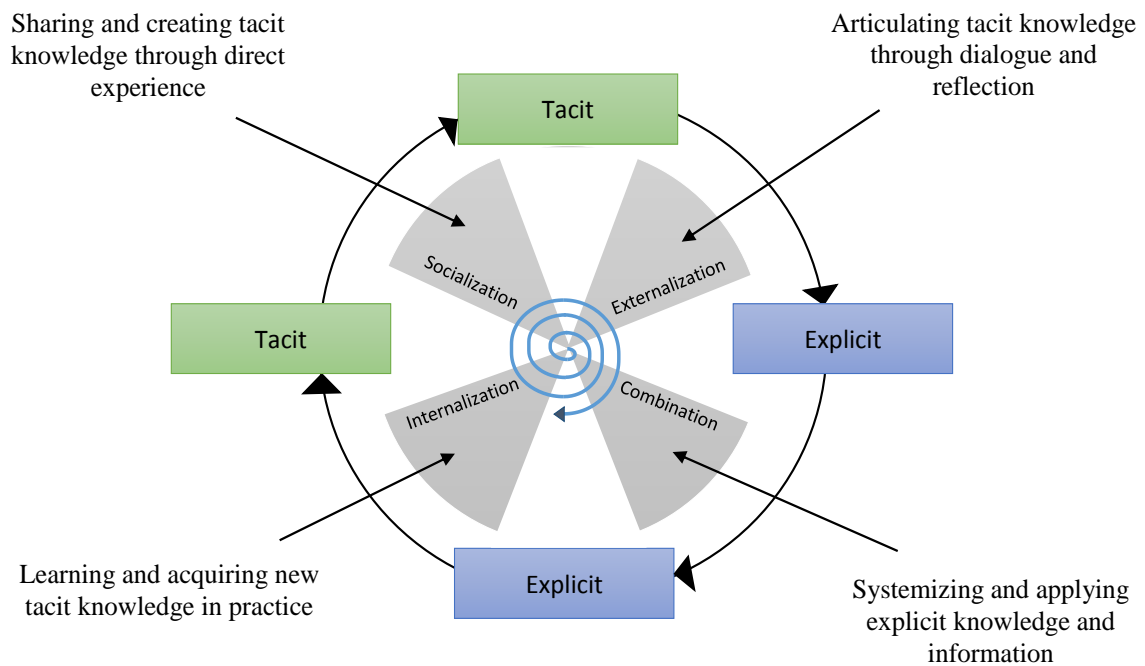 Sharing and creating tacit
knowledge through direct
experience
Articulating tacit knowledge
through dialogue and
reflection
Tacit
Socialization
Externalization
Tacit
Explicit
Internalization
Combination
Explicit
Learning and acquiring new
tacit knowledge in practice
Systemizing and applying
explicit knowledge and
information